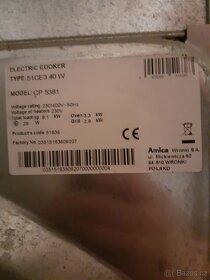 ELECTRIC COOKER
TYPE: 51CE3.40 W
MODEL: CP 5381
Voltage rating 230/400V~50Hz
Voltage of heaters 230V
Total loading 9.1 kW Oven 3.3 kW
kW Grill 2.8 kW
Product's code 51636
Factory No.
Amica Wronki S.A.
ul. Mickiewicza 52
64-510 WRONKI
POLAND